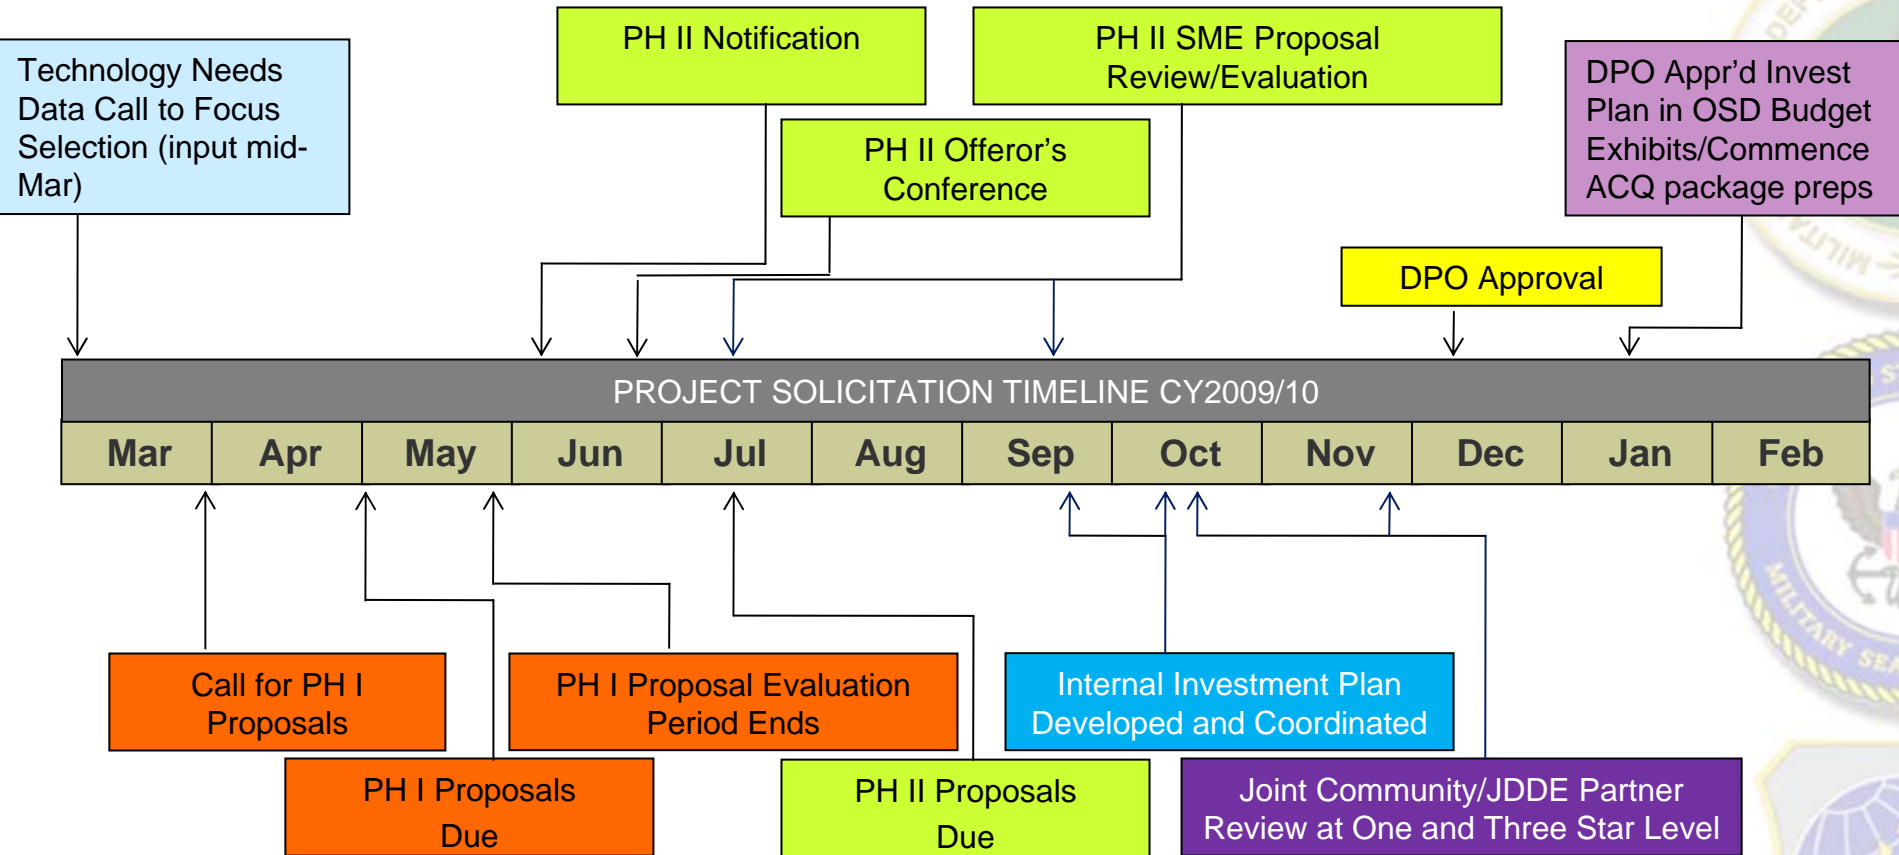 PH II Notification
PH II SME Proposal
Review/Evaluation
Technology Needs
Data Call to Focus
Selection (input mid-
Mar)
DPO Appr'd Invest
Plan in OSD Budget
Exhibits/Commence
ACQ package preps
PH II Offeror's
Conference
DPO Approval
PROJECT SOLICITATION TIMELINE CY2009/10
Mar Apr May Jun Jul Aug Sep Oct Nov Dec Jan Feb
Call for PH I
Proposals
PH I Proposal Evaluation
Period Ends
Internal Investment Plan
Developed and Coordinated
PH I Proposals
Due
PH II Proposals
Due
Joint Community/JDDE Partner
Review at One and Three Star Level
MILITARY SEA